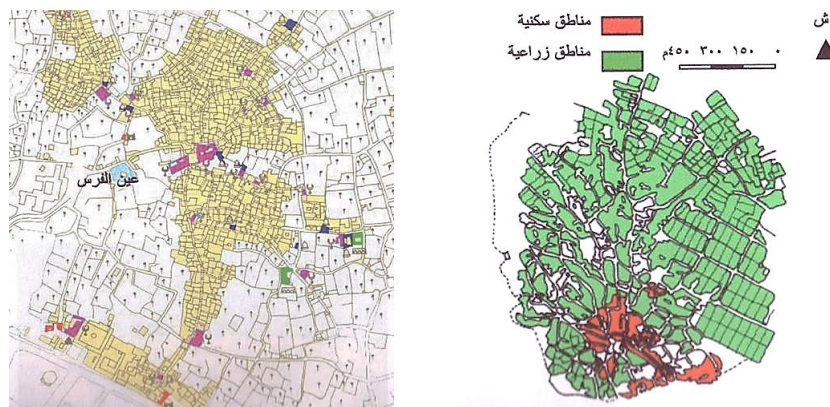 عين الفرس
مناطق سكنية
مناطق زراعية
٠ ١٥٠ ٣٠٠ ٤٥٠م
ش